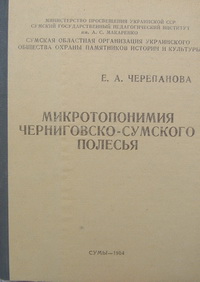 МИНИСТЕРСТВО ПРОСВЕЩЕНИЯ УКРАИНСКОЙ ССР
СУМСКОЙ ГОСУДАРСТВЕННЫЙ ПЕДАГОГИЧЕСКИЙ ИНСТИТУТ
им. А. С. МАКАРЕНКО
СУМСКАЯ ОБЛАСТНАЯ ОРГАНИЗАЦИЯ УКРАИНСКОГО
ОБЩЕСТВА ОХРАНЫ ПАМЯТНИКОВ ИСТОРИИ И КУЛЬТУРЫ
Е. А. ЧЕРЕПАНОВА
МИКРОТОПОНИМИЯ
ЧЕРНИГОВСКО-СУМСКОГО
ПОЛЕСЬЯ
СУМЫ—1984